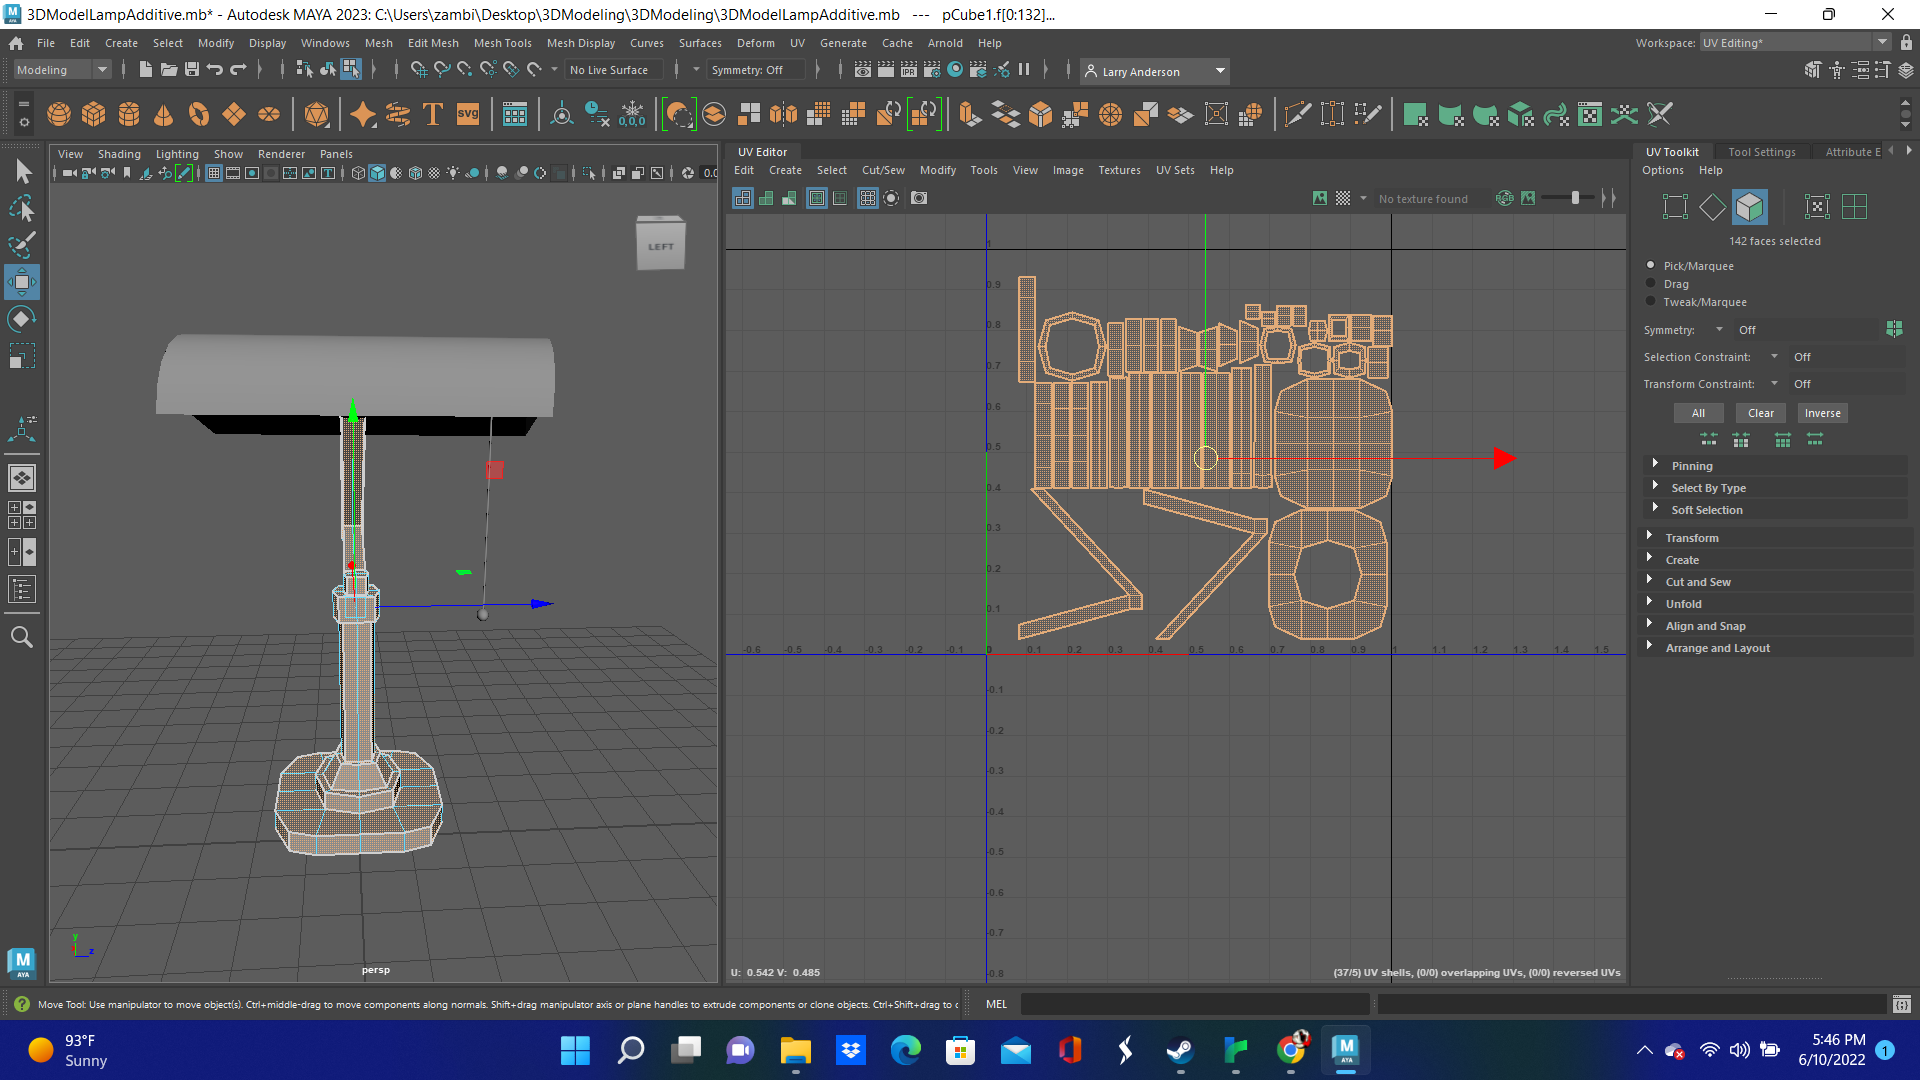 3DModelLampAdditive.mb* - Autodesk MAYA 2023: C:\Users\zambi\Desktop\3DModeling\3DModeling\3DModelLampAdditive.mb --- pCube1.f[0:132]...
File Edit Create Select Modify Display Windows Mesh Edit Mesh Mesh Tools Mesh Display Curves Surfaces Deform UV Generate Cache Arnold Help
Workspace: UV Editing*
Modeling
No Live Surface
Symmetry: Off
IPR
Larry Anderson
T
svg
0,0,0
View Shading Lighting Show Renderer Panels
0.0
LEFT
y
z
persp
UV Editor
Edit Create Select Cut/Sew Modify Tools View Image Textures UV Sets Help
No texture found
RGB
1
0.9
0.8
0.7
0.6
0.5
0.4
0.3
0.2
0.1
-0.6 -0.5 -0.4 -0.3 -0.2 -0.1 0 0.1 0.2 0.3 0.4 0.5 0.6 0.7 0.8 0.9 1 1.1 1.2 1.3 1.4 1.5
-0.1
-0.2
-0.3
-0.4
-0.5
-0.6
-0.7
-0.8
U: 0.542 V: 0.485
(37/5) UV shells, (0/0) overlapping UVs, (0/0) reversed UVs
UV Toolkit Tool Settings Attribute E
Options Help
142 faces selected
Pick/Marquee
Drag
Tweak/Marquee
Symmetry: Off
Selection Constraint: Off
Transform Constraint: Off
All Clear Inverse
Pinning
Select By Type
Soft Selection
Transform
Create
Cut and Sew
Unfold
Align and Snap
Arrange and Layout
M
AYA
Move Tool: Use manipulator to move object(s). Ctrl+middle-drag to move components along normals. Shift+drag manipulator axis or plane handles to extrude components or clone objects. Ctrl+Shift+drag to c
MEL
93°F
Sunny
M
AYA
5:46 PM
6/10/2022
1